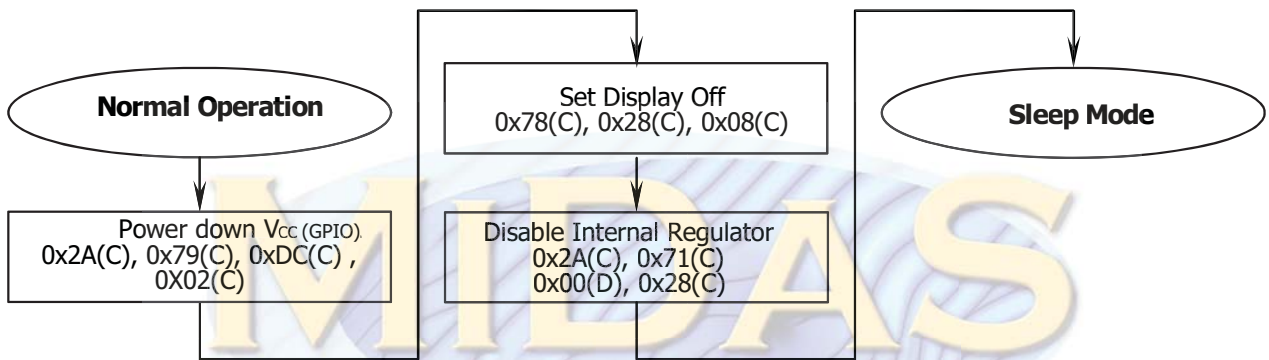 Normal Operation
Power down VCC (GPIO).
0x2A(C), 0x79(C), 0xDC(C) ,
0X02(C)
Set Display Off
0x78(C), 0x28(C), 0x08(C)
Disable Internal Regulator
0x2A(C), 0x71(C)
0x00(D), 0x28(C)
Sleep Mode
MIDAS